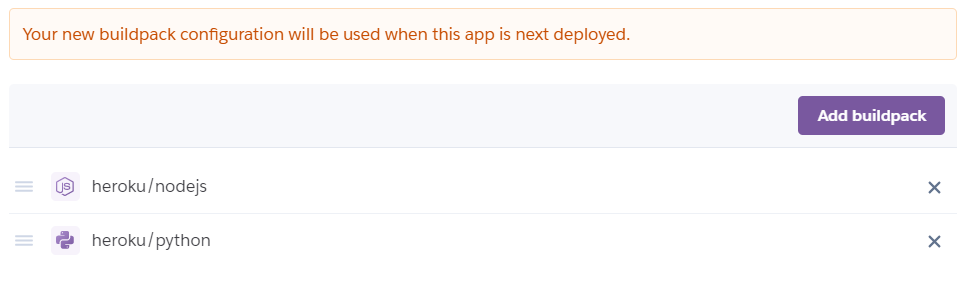 Your new buildpack configuration will be used when this app is next deployed.
Add buildpack
JS heroku/nodejs
heroku/python